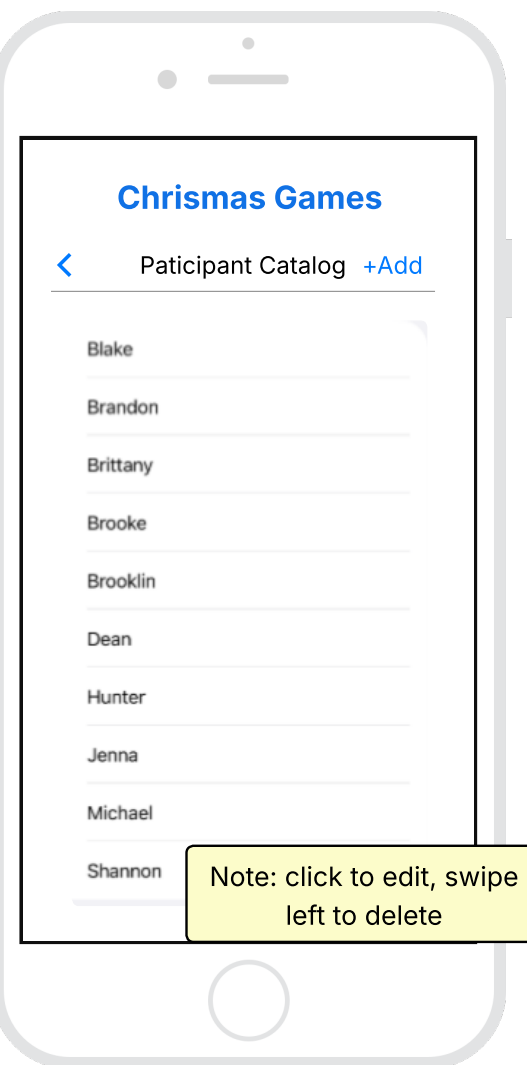 Chrismas Games
Paticipant Catalog +Add
Blake
Brandon
Brittany
Brooke
Brooklin
Dean
Hunter
Jenna
Michael
Shannon
Note: click to edit, swipe
left to delete